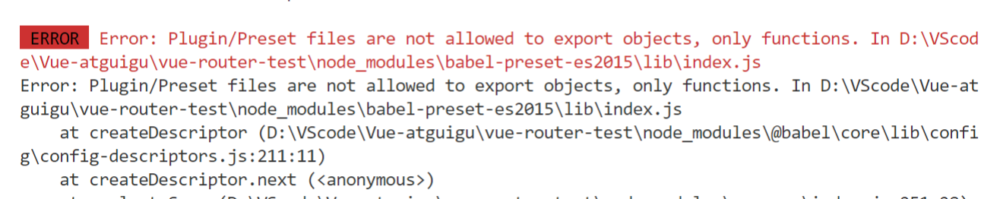 ERROR Error: Plugin/Preset files are not allowed to export objects, only functions. In D:\VScod
e\Vue-atguigu\vue-router-test\node_modules\babel-preset-es2015\lib\index.js
Error: Plugin/Preset files are not allowed to export objects, only functions. In D:\VScode\Vue-at
guigu\vue-router-test\node_modules\babel-preset-es2015\lib\index.js
    at createDescriptor (D:\VScode\Vue-atguigu\vue-router-test\node_modules\@babel\core\lib\confi
g\config-descriptors.js:211:11)
    at createDescriptor.next (<anonymous>)